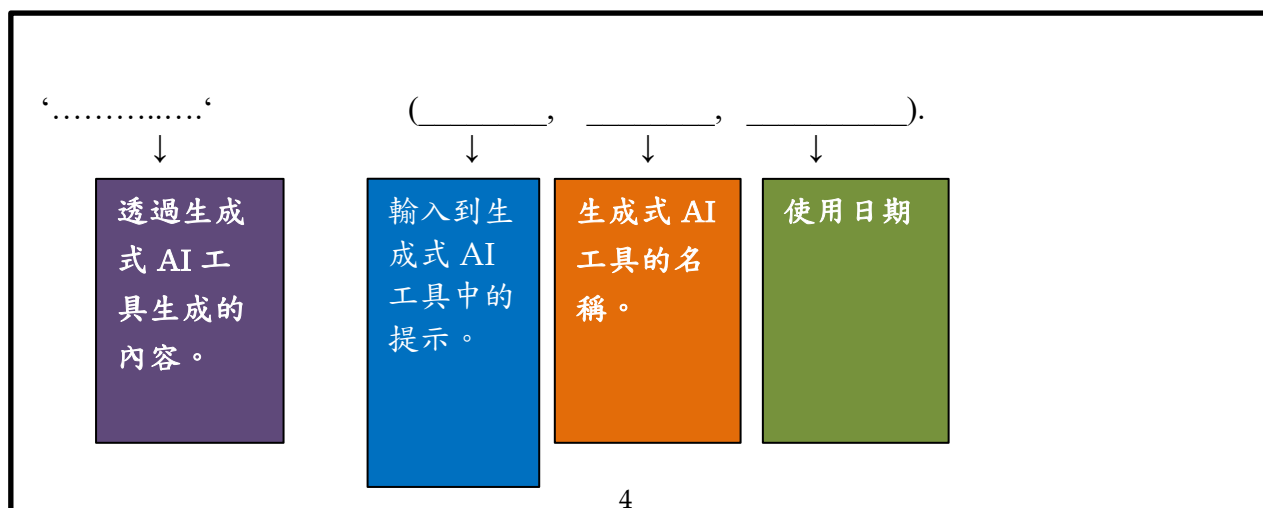 ‘………...….‘ (________, ________, __________).
↓ ↓ ↓ ↓
透過生成
式 AI 工
具生成的
內容。
輸入到生
成式 AI
工具中的
提示。
生成式 AI
工具的名
稱。
使用日期
4